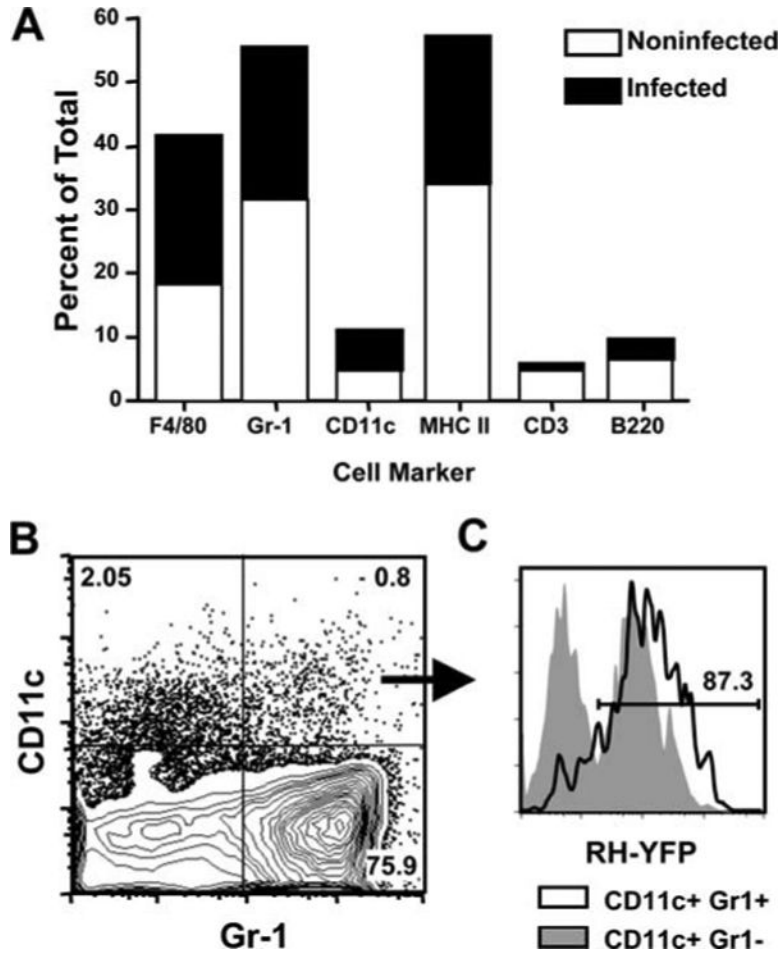 A
Percent of Total
60
50
40
30
20
10
0
Noninfected
Infected
F4/80 Gr-1 CD11c MHC II CD3 B220
Cell Marker
B
2.05
0.8
75.9
CD11c
Gr-1
C
87.3
RH-YFP
CD11c+ Gr1+
CD11c+ Gr1-